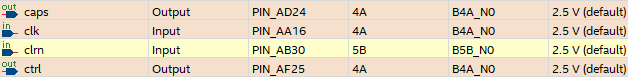 out caps Output PIN_AD24 4A B4A_N0 2.5 V (default)
in clk Input PIN_AA16 4A B4A_N0 2.5 V (default)
in clrn Input PIN_AB30 5B B5B_N0 2.5 V (default)
out ctrl Output PIN_AF25 4A B4A_N0 2.5 V (default)